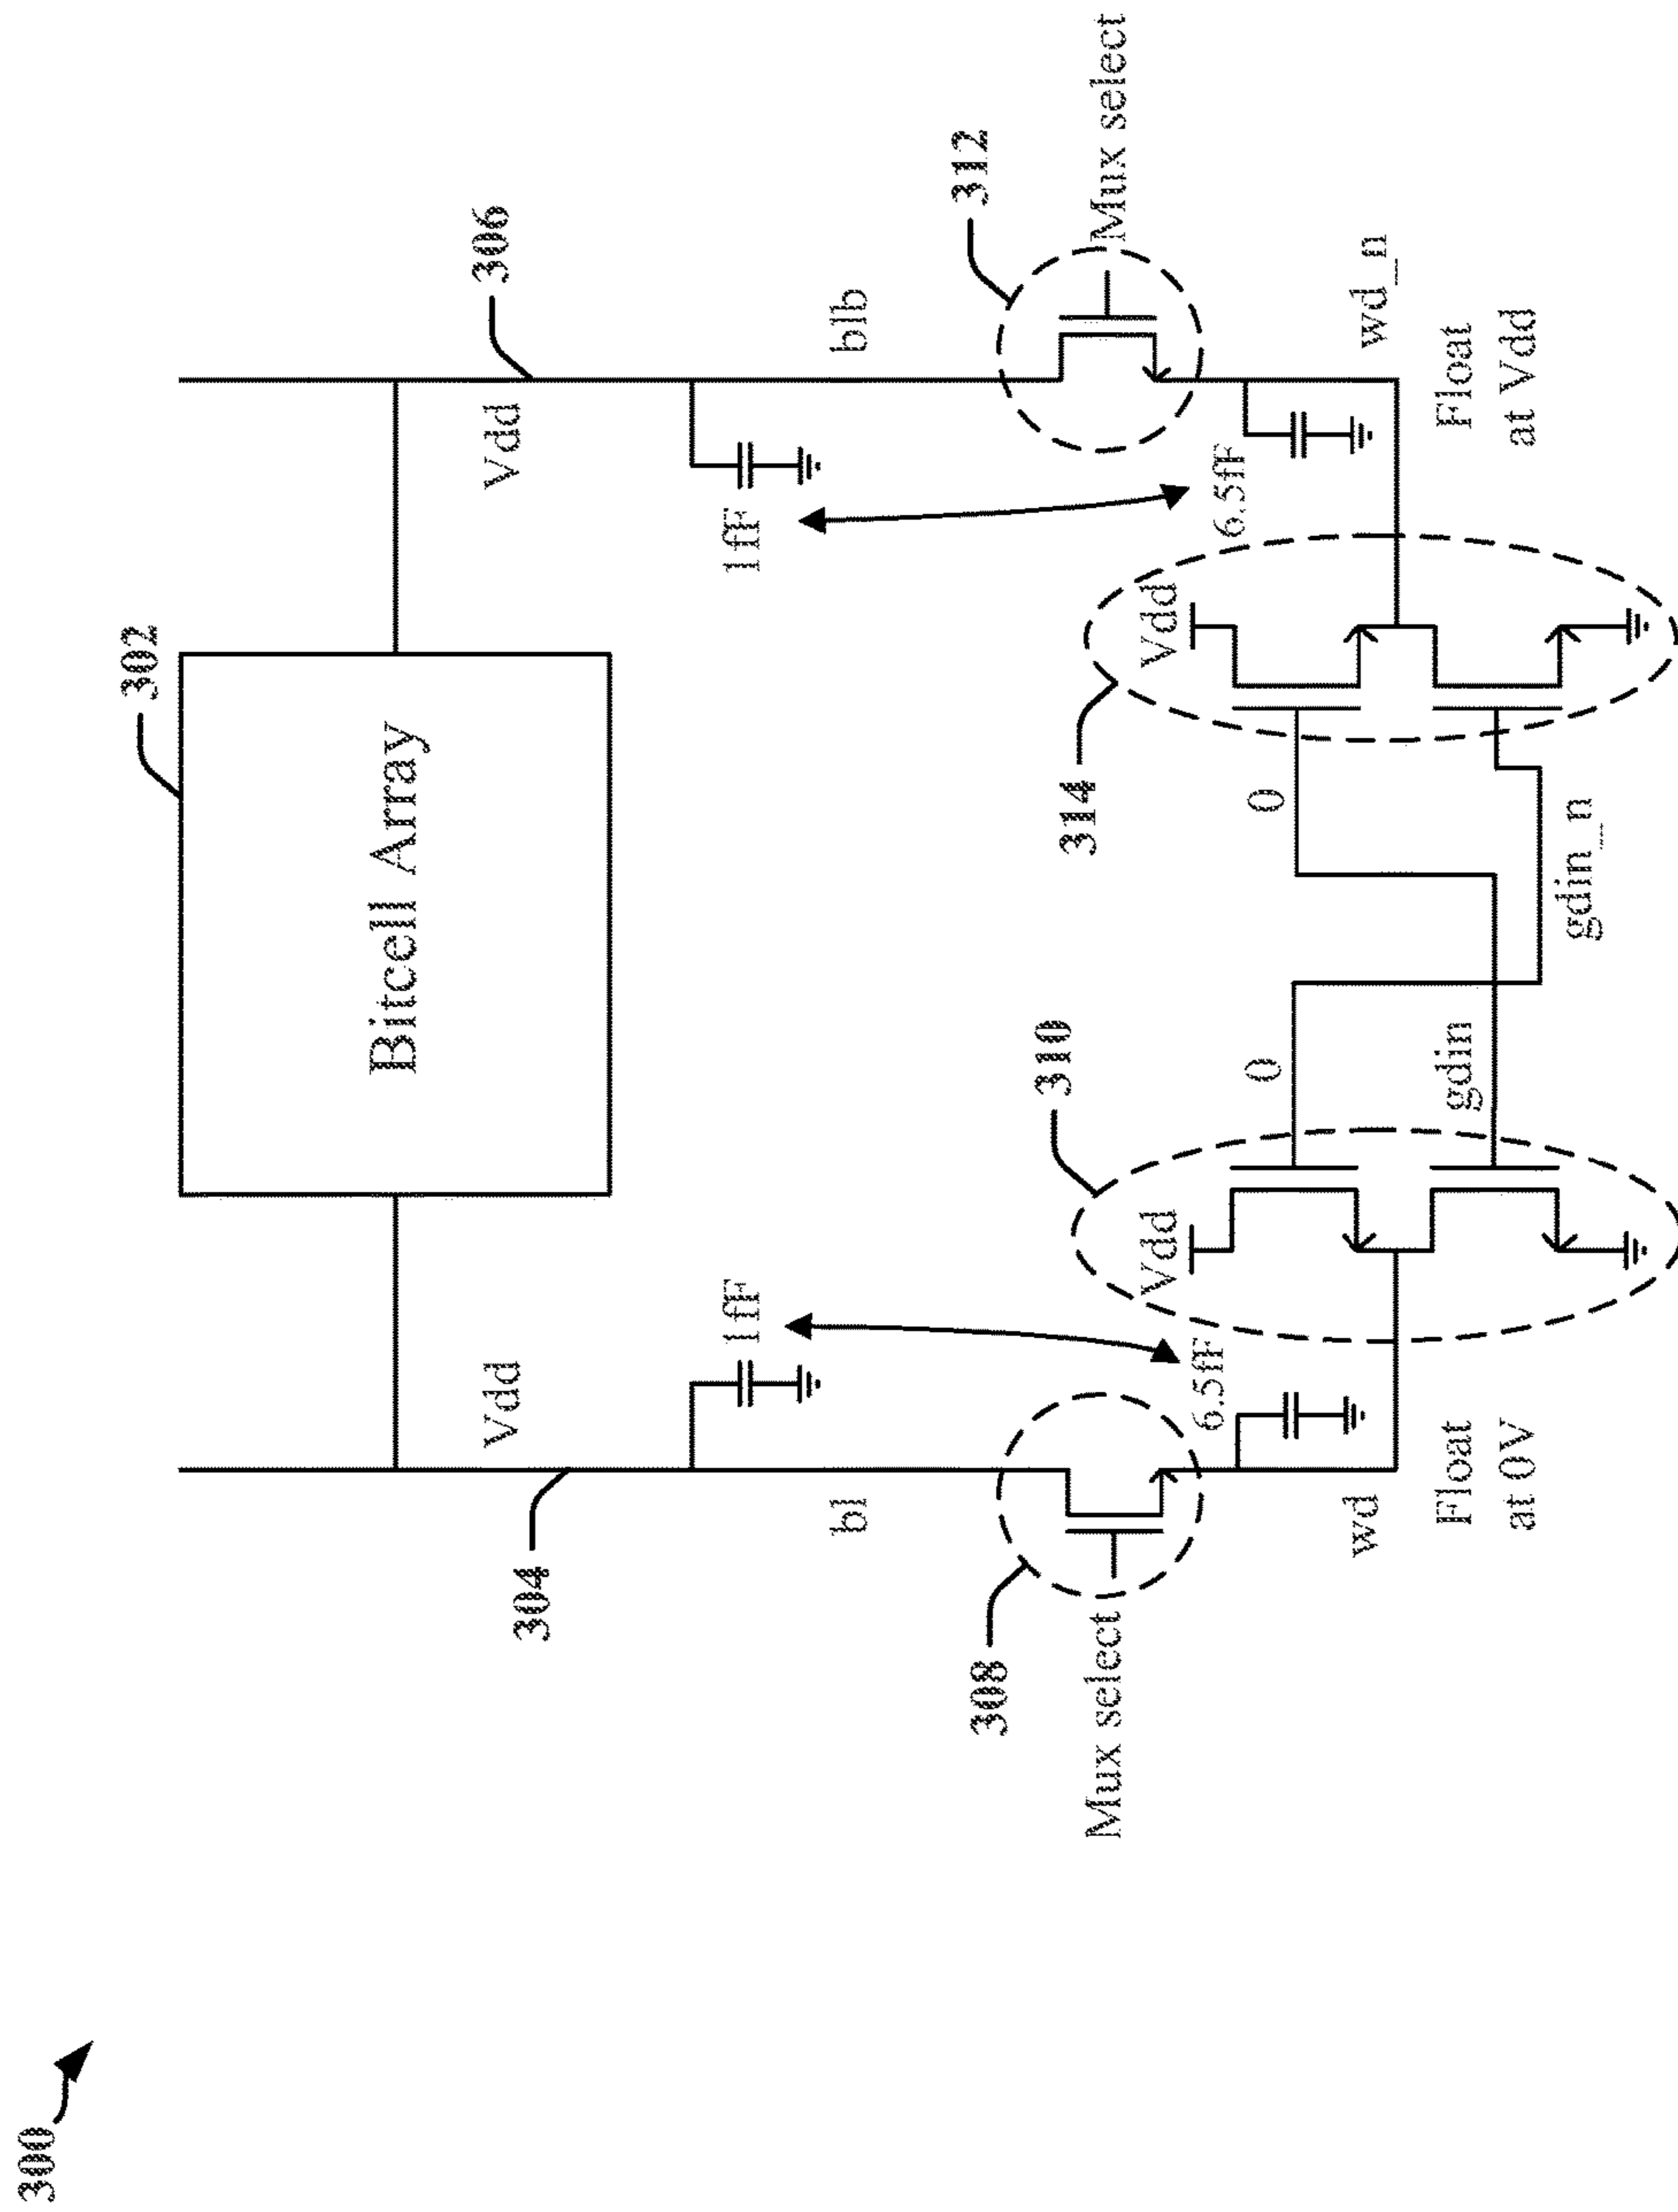 300
302
Bitcell Array
304
306
Vdd
Vdd
1fF
1fF
bl
blb
308
312
Mux select
Mux select
6.5fF
6.5fF
310
314
Vdd
Vdd
wd
wd_n
0
0
Float
at 0V
Float
at Vdd
gdin
gdin_n